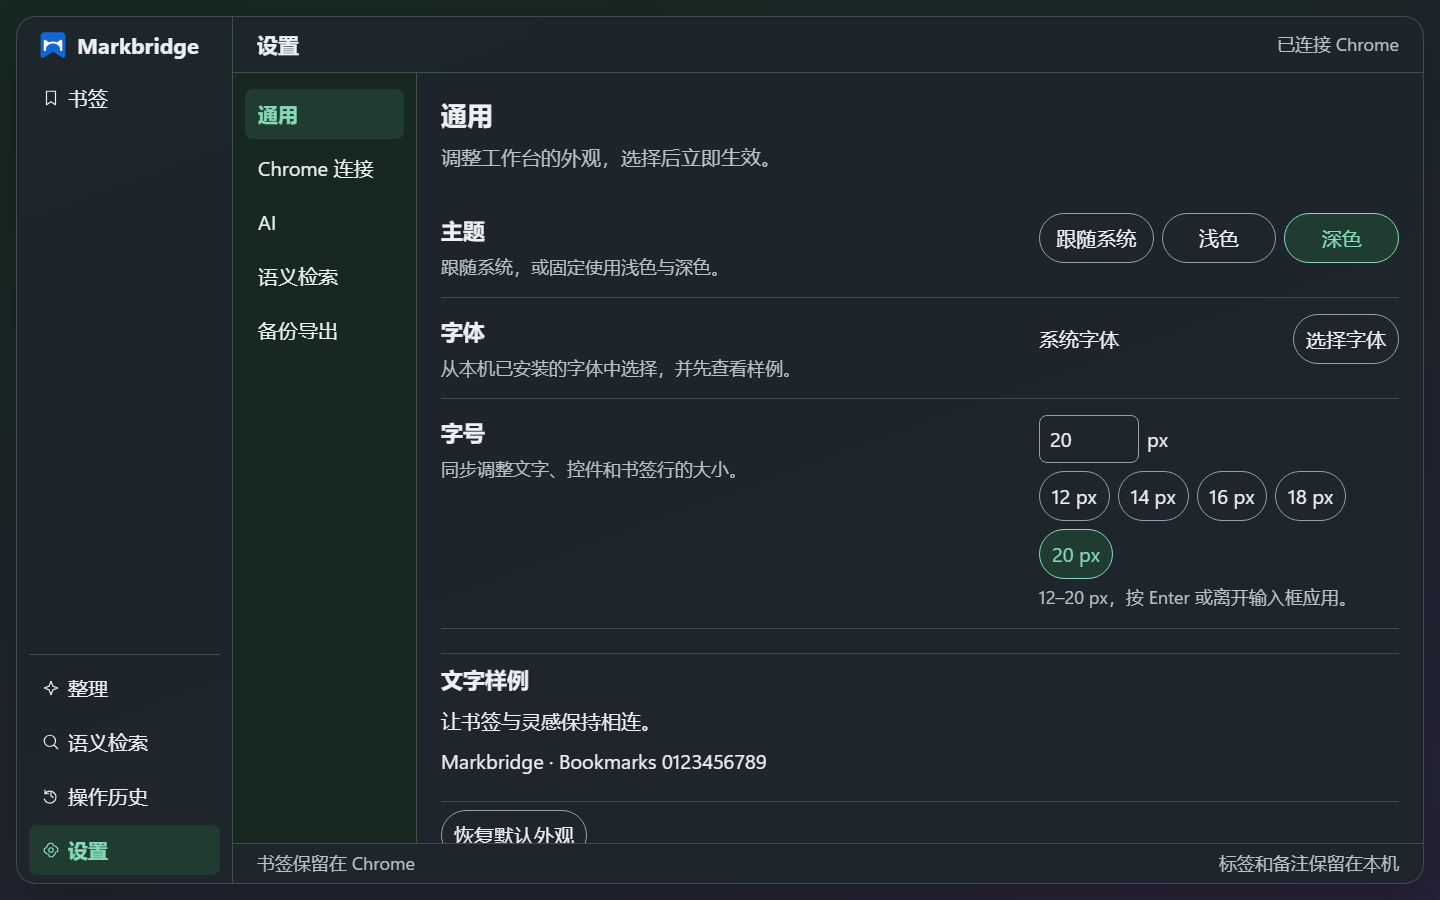 Markbridge
书签
整理
语义检索
操作历史
设置
设置
已连接 Chrome
通用
Chrome 连接
AI
语义检索
备份导出
通用
调整工作台的外观，选择后立即生效。
主题
跟随系统，或固定使用浅色与深色。
跟随系统 浅色 深色
字体
从本机已安装的字体中选择，并先查看样例。
系统字体 选择字体
字号
同步调整文字、控件和书签行的大小。
20 px
12 px 14 px 16 px 18 px
20 px
12–20 px，按 Enter 或离开输入框应用。
文字样例
让书签与灵感保持相连。
Markbridge · Bookmarks 0123456789
恢复默认外观
书签保留在 Chrome
标签和备注保留在本机